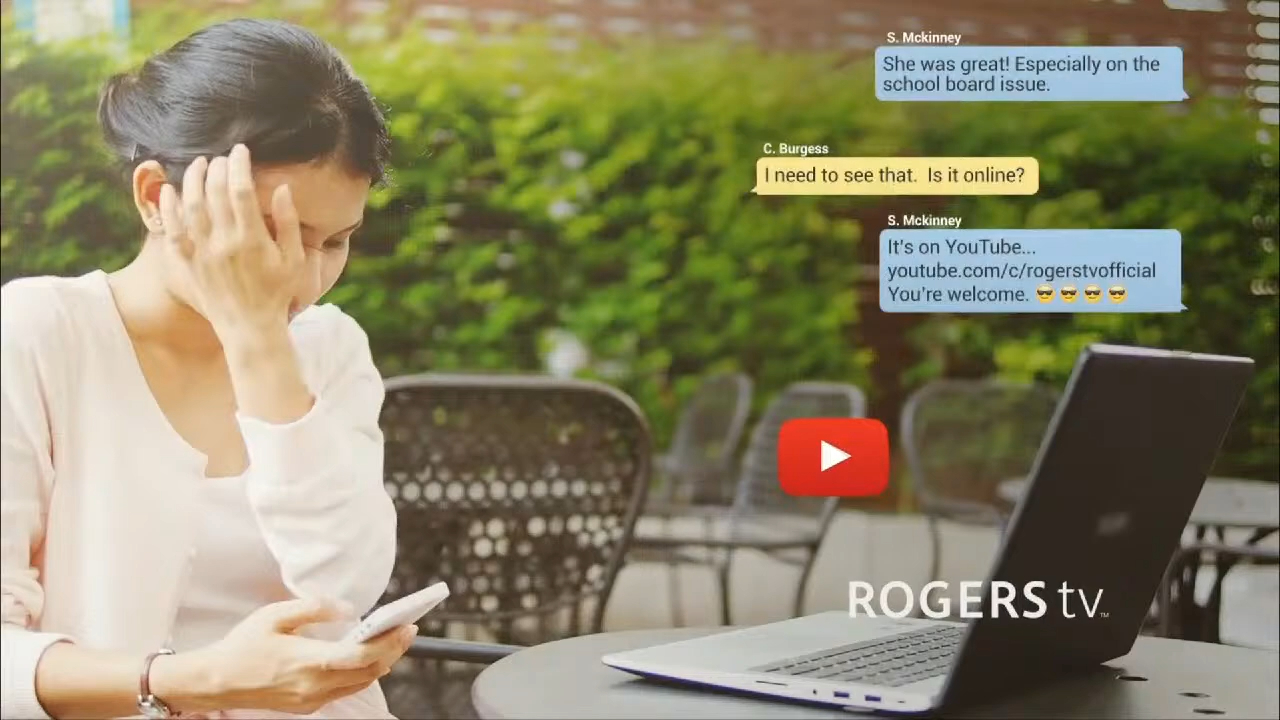 S. Mckinney
She was great! Especially on the
school board issue.
C. Burgess
I need to see that.  Is it online?
S. Mckinney
It's on YouTube...
youtube.com/c/rogerstvofficial
You're welcome. 😎😎😎😎
ROGERS tv™